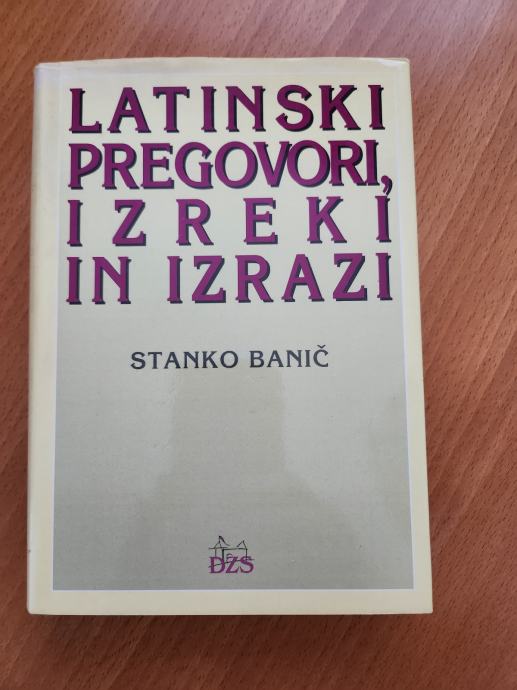 LATINSKI
PREGOVORI,
IZREKI
IN IZRAZI
STANKO BANIČ
DZS